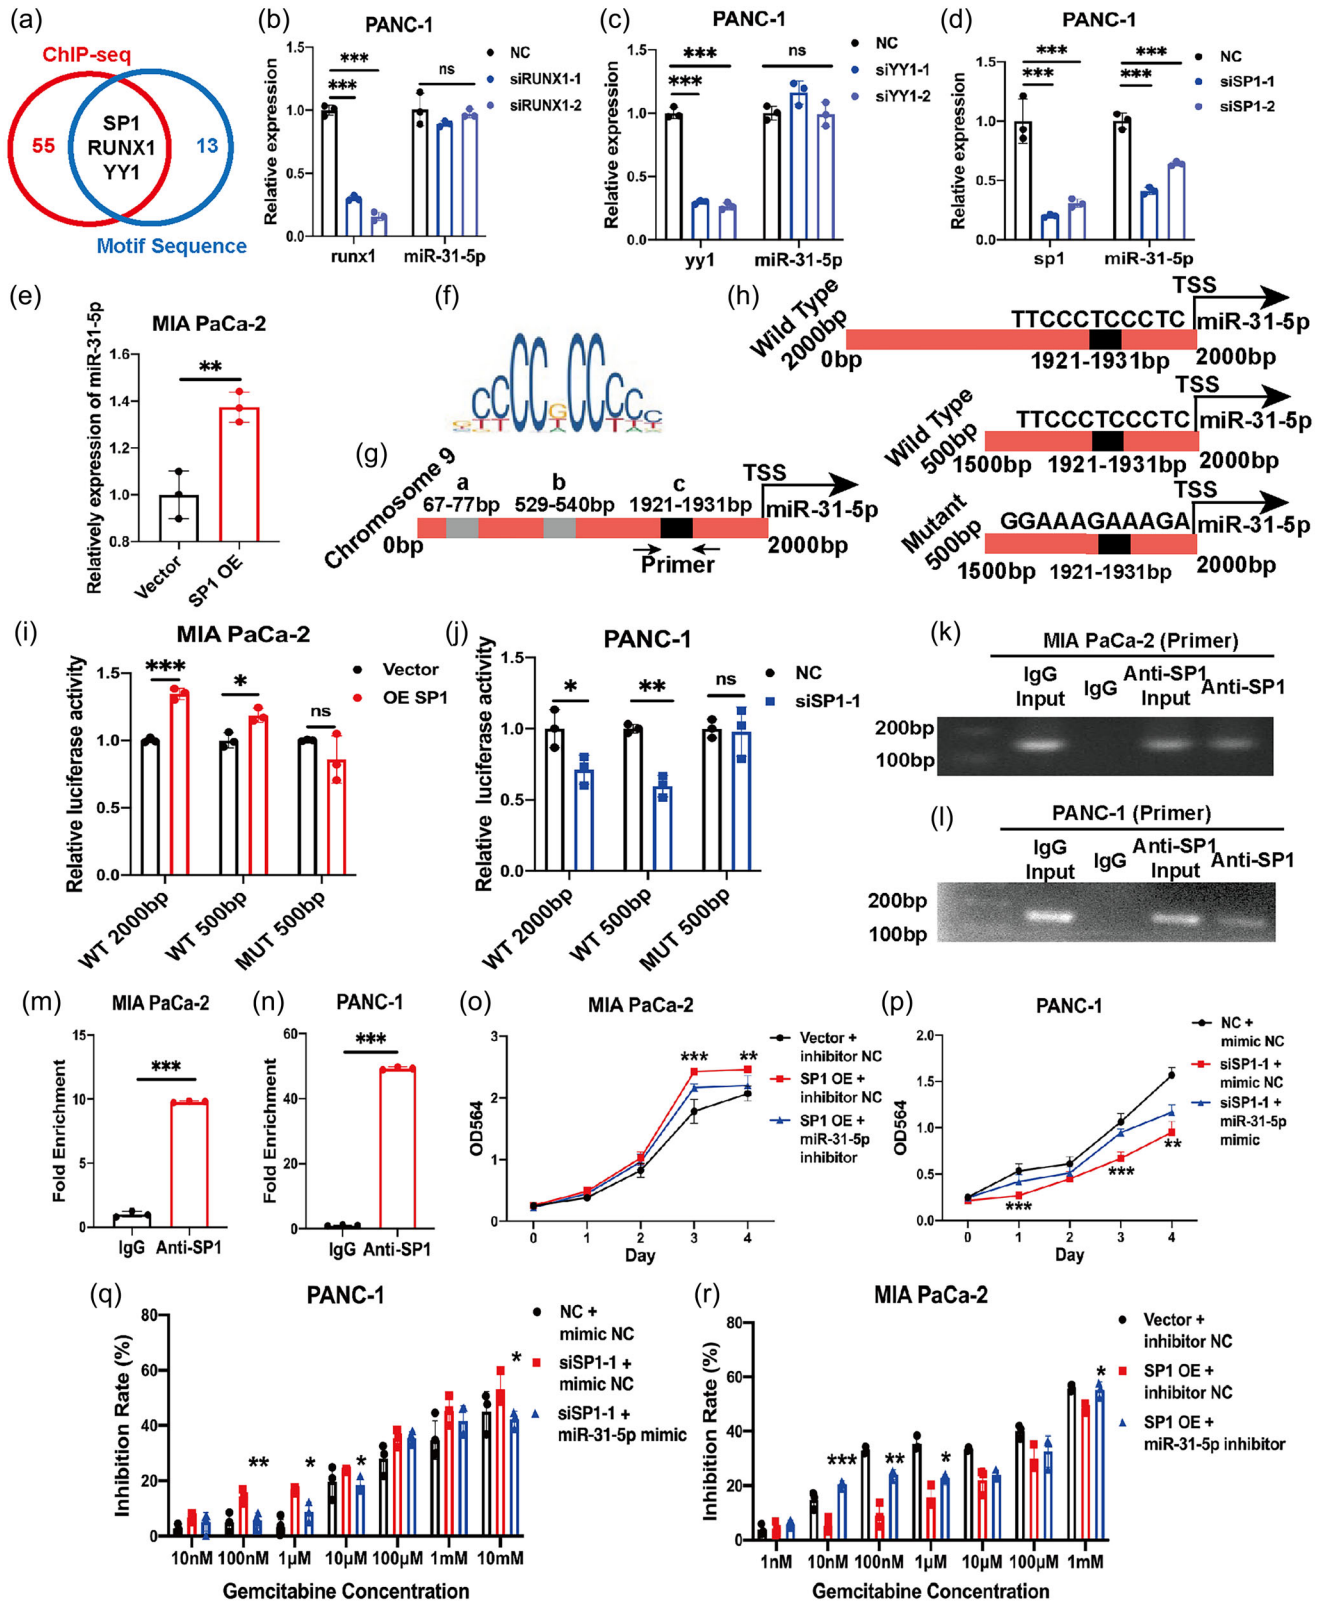 (a)
ChIP-seq
55
SP1
RUNX1
YY1
13
Motif Sequence
(b)
PANC-1
Relative expression
1.5
1.0
0.5
0.0
***
***
ns
NC
siRUNX1-1
siRUNX1-2
runx1
miR-31-5p
(c)
PANC-1
Relative expression
1.5
1.0
0.5
0.0
***
***
ns
NC
siYY1-1
siYY1-2
yy1
miR-31-5p
(d)
PANC-1
Relative expression
1.5
1.0
0.5
0.0
***
***
***
***
NC
siSP1-1
siSP1-2
sp1
miR-31-5p
(e)
MIA PaCa-2
Relatively expression of miR-31-5p
1.6
1.4
1.2
1.0
0.8
**
Vector
SP1 OE
(f)
(g)
Chromosome 9
a
b
c
67-77bp
529-540bp
1921-1931bp
TSS
miR-31-5p
0bp
2000bp
Primer
(h)
Wild Type
2000bp
TTCCCTCCCTC
TSS
miR-31-5p
0bp
1921-1931bp
2000bp
Wild Type
500bp
TTCCCTCCCTC
TSS
miR-31-5p
1500bp
1921-1931bp
2000bp
Mutant
500bp
GGAAAGAAAGA
TSS
miR-31-5p
1500bp
1921-1931bp
2000bp
(i)
MIA PaCa-2
Relative luciferase activity
1.5
1.0
0.5
0.0
***
*
ns
Vector
OE SP1
WT 2000bp
WT 500bp
MUT 500bp
(j)
PANC-1
Relative luciferase activity
1.5
1.0
0.5
0.0
*
**
ns
NC
siSP1-1
WT 2000bp
WT 500bp
MUT 500bp
(k)
MIA PaCa-2 (Primer)
IgG Input
IgG
Anti-SP1 Input
Anti-SP1
200bp
100bp
(l)
PANC-1 (Primer)
IgG Input
IgG
Anti-SP1 Input
Anti-SP1
200bp
100bp
(m)
MIA PaCa-2
Fold Enrichment
15
10
5
0
***
IgG
Anti-SP1
(n)
PANC-1
Fold Enrichment
60
40
20
0
***
IgG
Anti-SP1
(o)
MIA PaCa-2
OD564
3
2
1
0
*** **
Vector +
inhibitor NC
SP1 OE +
inhibitor NC
SP1 OE +
miR-31-5p
inhibitor
0 1 2 3 4
Day
(p)
PANC-1
OD564
2.0
1.5
1.0
0.5
0.0
***
***
**
NC +
mimic NC
siSP1-1 +
mimic NC
siSP1-1 +
miR-31-5p
mimic
0 1 2 3 4
Day
(q)
PANC-1
Inhibition Rate (%)
80
60
40
20
0
** * * *
NC +
mimic NC
siSP1-1 +
mimic NC
siSP1-1 +
miR-31-5p mimic
10nM 100nM 1μM 10μM 100μM 1mM 10mM
Gemcitabine Concentration
(r)
MIA PaCa-2
Inhibition Rate (%)
80
60
40
20
0
*** ** * *
Vector +
inhibitor NC
SP1 OE +
inhibitor NC
SP1 OE +
miR-31-5p inhibitor
1nM 10nM 100nM 1μM 10μM 100μM 1mM
Gemcitabine Concentration